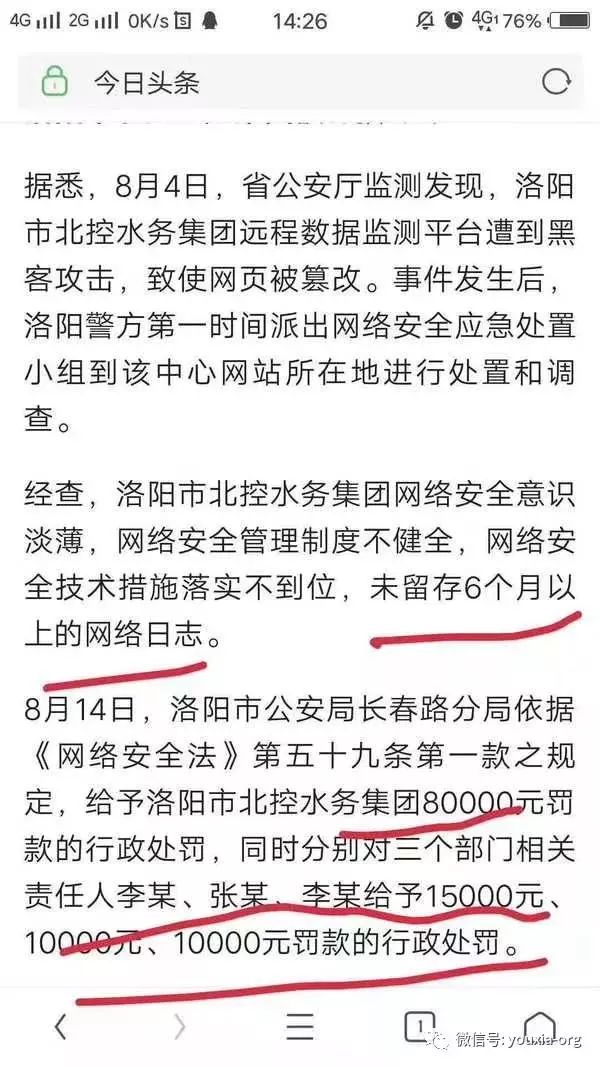 4G 2G 0K/s 14:26 4G 76%
今日头条
据悉，8月4日，省公安厅监测发现，洛阳
市北控水务集团远程数据监测平台遭到黑
客攻击，致使网页被篡改。事件发生后，
洛阳警方第一时间派出网络安全应急处置
小组到该中心网站所在地进行处置和调
查。
经查，洛阳市北控水务集团网络安全意识
淡薄，网络安全管理制度不健全，网络安
全技术措施落实不到位，未留存6个月以
上的网络日志。
8月14日，洛阳市公安局长春路分局依据
《网络安全法》第五十九条第一款之规
定，给予洛阳市北控水务集团80000元罚
款的行政处罚，同时分别对三个部门相关
责任人李某、张某、李某给予15000元、
10000元、10000元罚款的行政处罚。
1
微信号: youxia-org